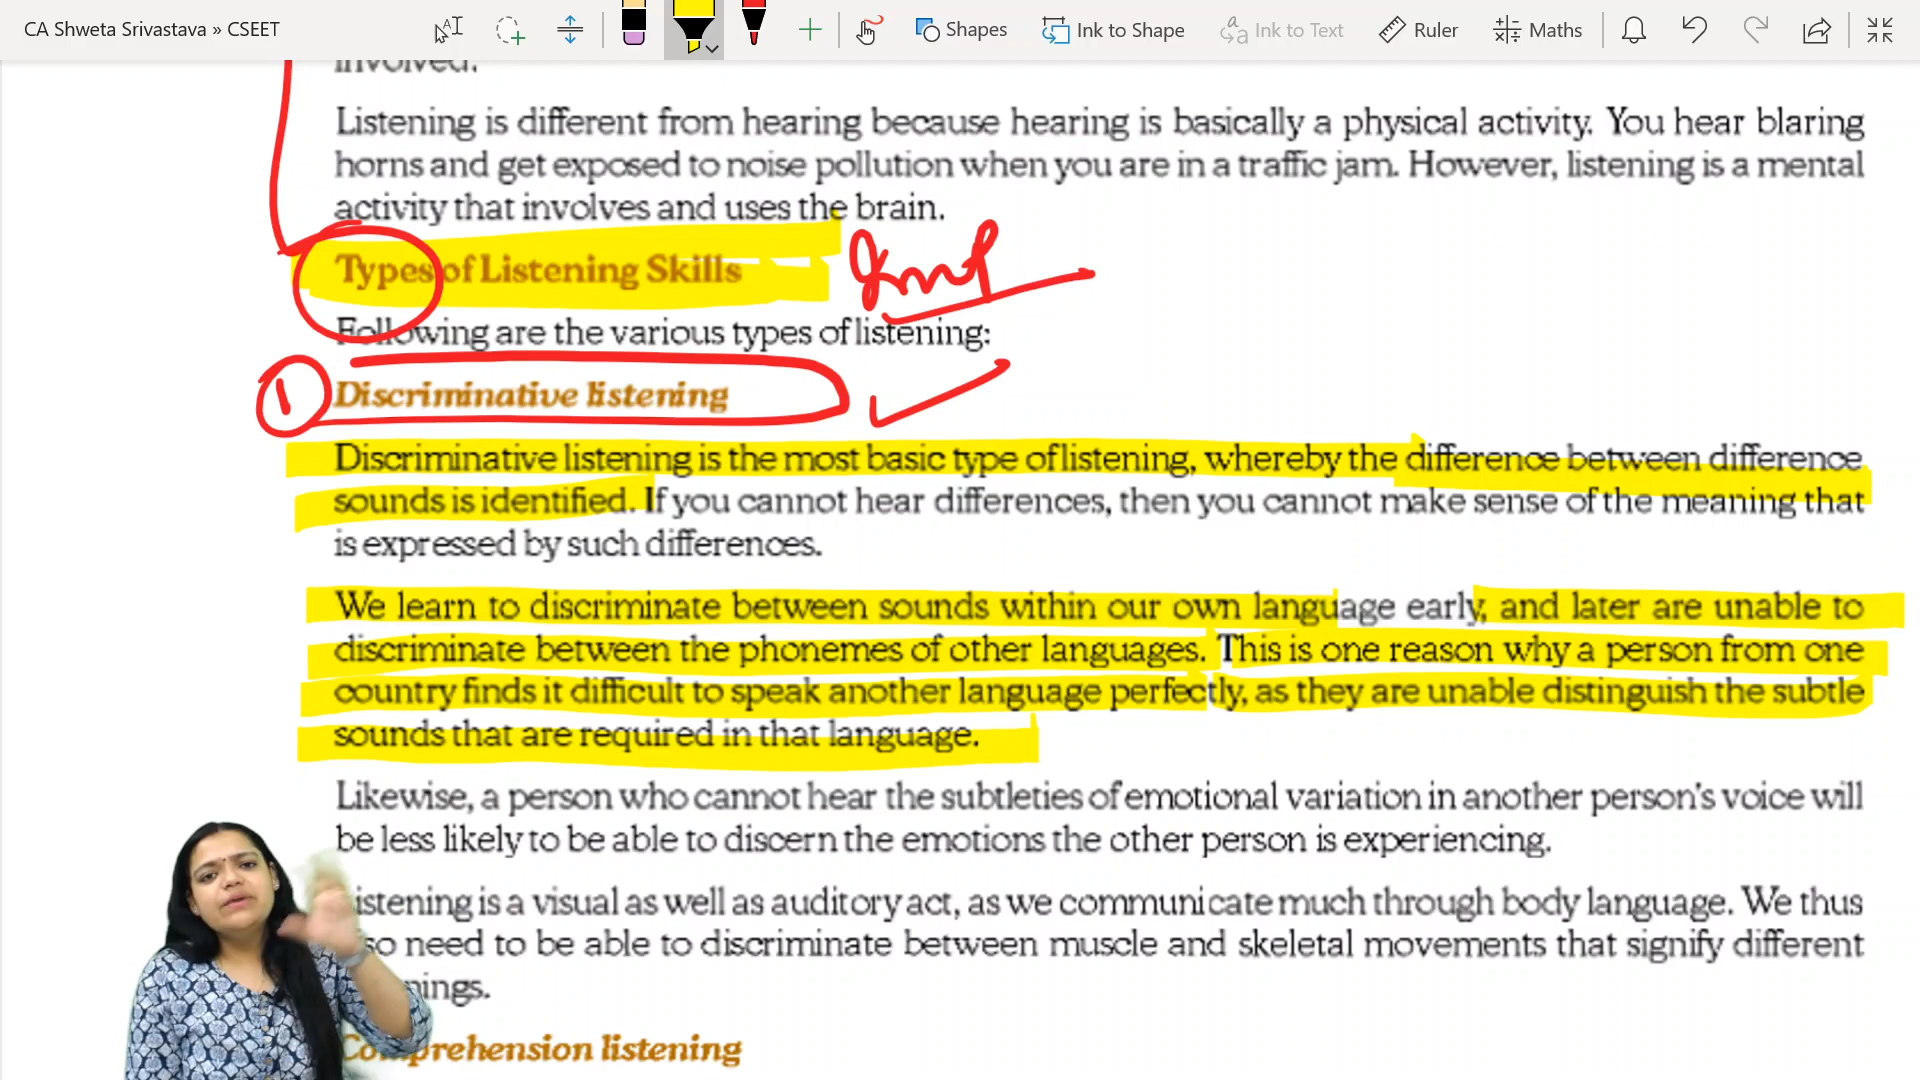 CA Shweta Srivastava » CSEET
Shapes
Ink to Shape
Ink to Text
Ruler
Maths
involved.
Listening is different from hearing because hearing is basically a physical activity. You hear blaring
horns and get exposed to noise pollution when you are in a traffic jam. However, listening is a mental
activity that involves and uses the brain.
Types of Listening Skills
Imp
Following are the various types of listening:
1 Discriminative listening
Discriminative listening is the most basic type of listening, whereby the difference between difference
sounds is identified. If you cannot hear differences, then you cannot make sense of the meaning that
is expressed by such differences.
We learn to discriminate between sounds within our own language early, and later are unable to
discriminate between the phonemes of other languages. This is one reason why a person from one
country finds it difficult to speak another language perfectly, as they are unable distinguish the subtle
sounds that are required in that language.
Likewise, a person who cannot hear the subtleties of emotional variation in another person's voice will
be less likely to be able to discern the emotions the other person is experiencing.
istening is a visual as well as auditory act, as we communicate much through body language. We thus
so need to be able to discriminate between muscle and skeletal movements that signify different
nings.
Comprehension listening